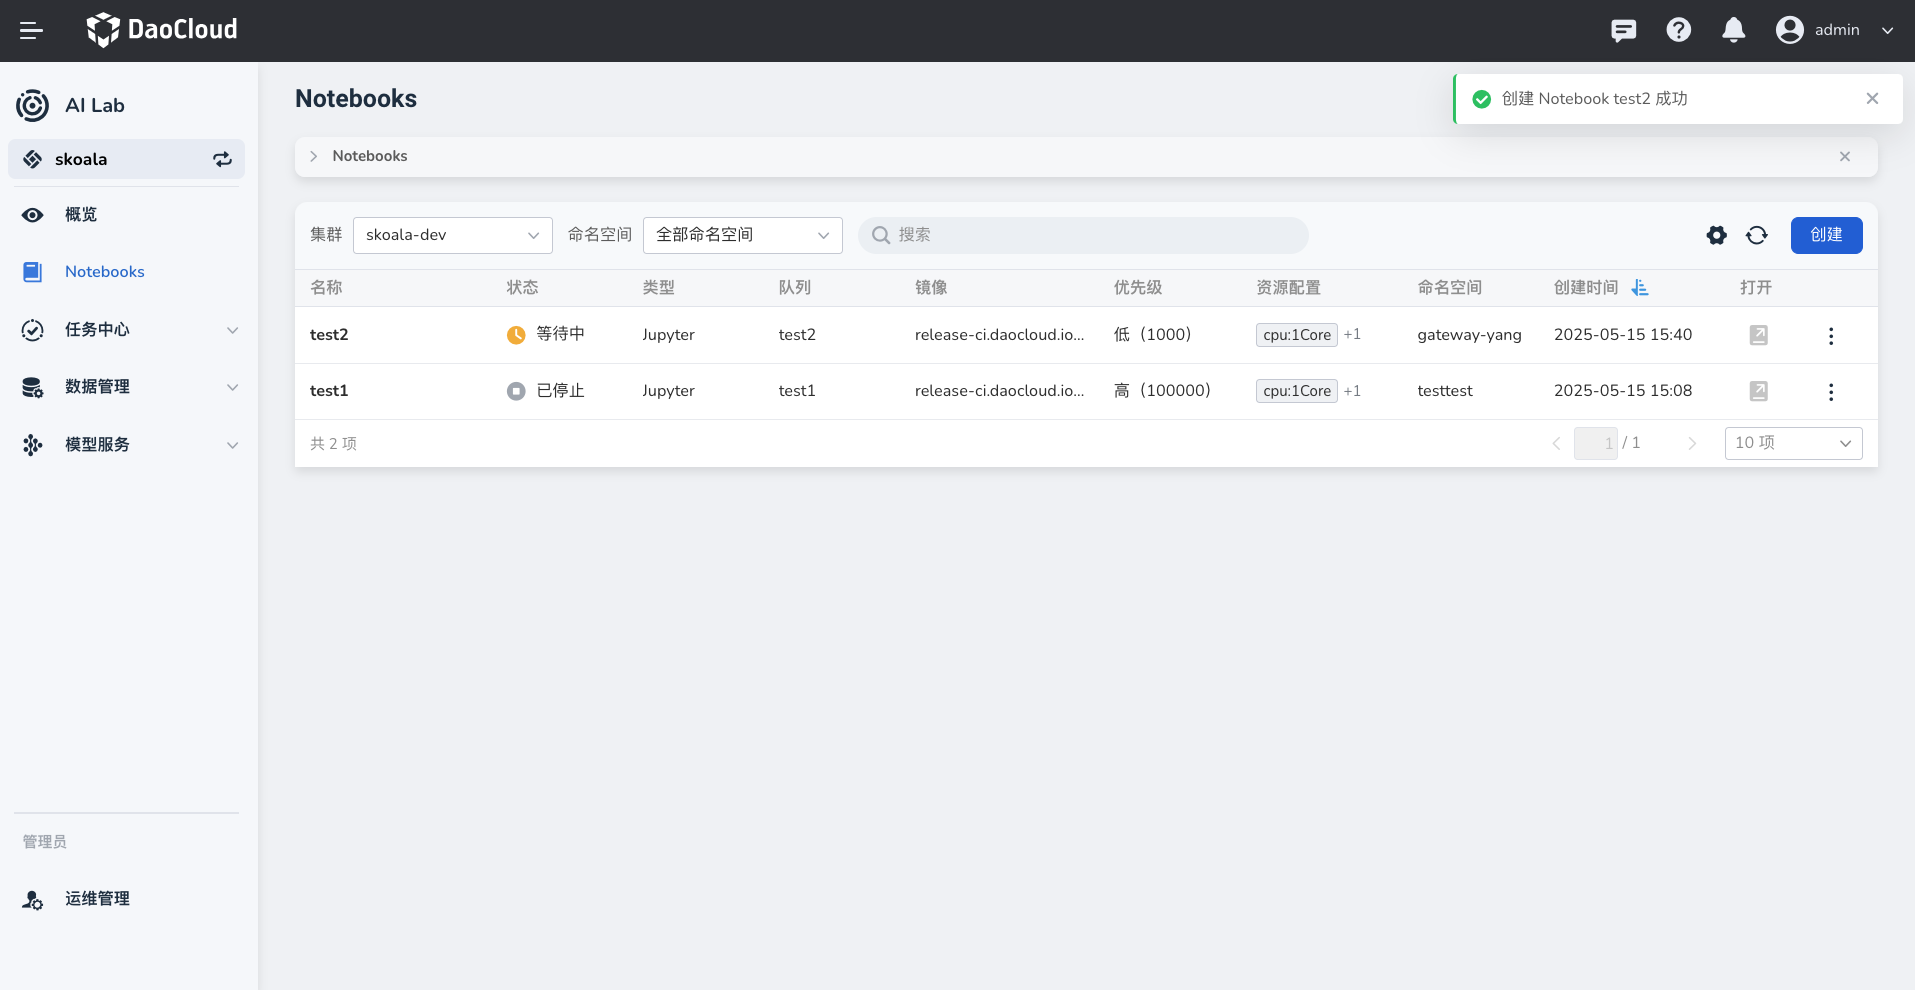 DaoCloud
admin
AI Lab
skoala
概览
Notebooks
任务中心
数据管理
模型服务
管理员
运维管理
Notebooks
创建 Notebook test2 成功
Notebooks
集群 skoala-dev 命名空间 全部命名空间 搜索 创建
名称 状态 类型 队列 镜像 优先级 资源配置 命名空间 创建时间 打开
test2 等待中 Jupyter test2 release-ci.daocloud.io... 低（1000） cpu:1Core +1 gateway-yang 2025-05-15 15:40
test1 已停止 Jupyter test1 release-ci.daocloud.io... 高（100000） cpu:1Core +1 testtest 2025-05-15 15:08
共 2 项 1 / 1 10 项